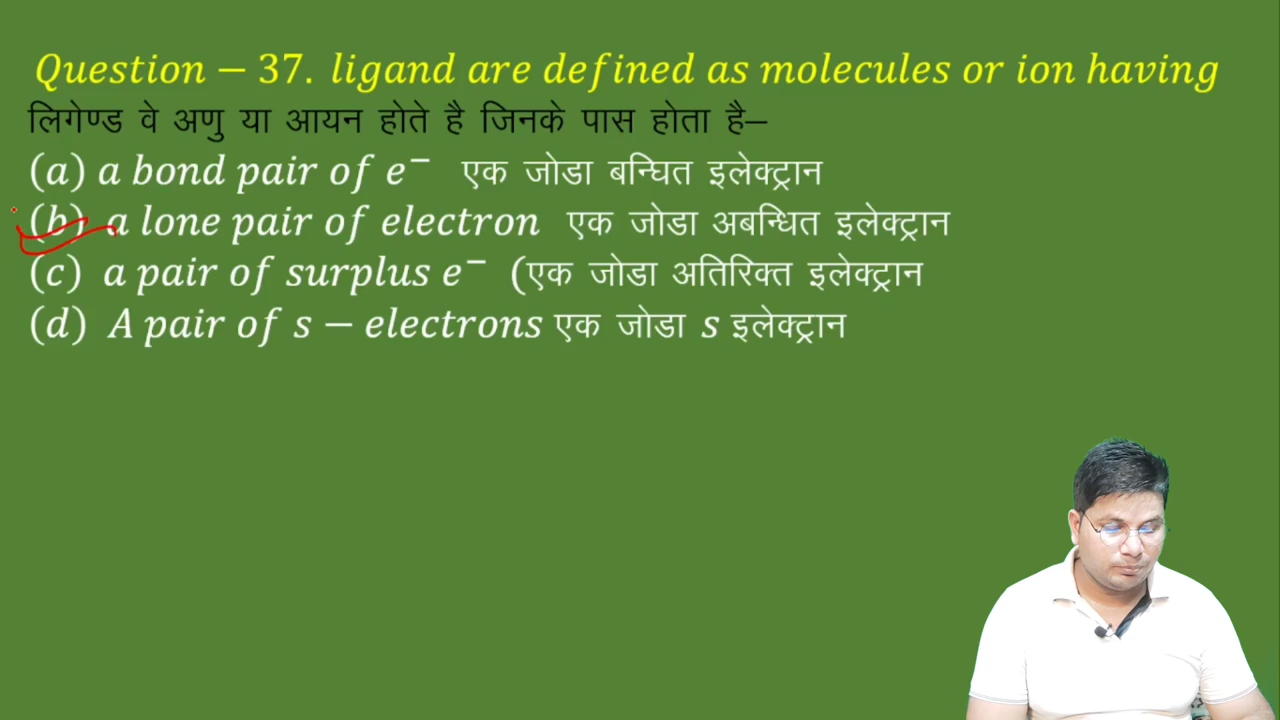 Question − 37. ligand are defined as molecules or ion having
लिगेण्ड वे अणु या आयन होते है जिनके पास होता है–
(a) a bond pair of e⁻ एक जोडा बन्धित इलेक्ट्रान
(b) a lone pair of electron एक जोडा अबन्धित इलेक्ट्रान
(c) a pair of surplus e⁻ (एक जोडा अतिरिक्त इलेक्ट्रान
(d) A pair of s − electrons एक जोडा s इलेक्ट्रान